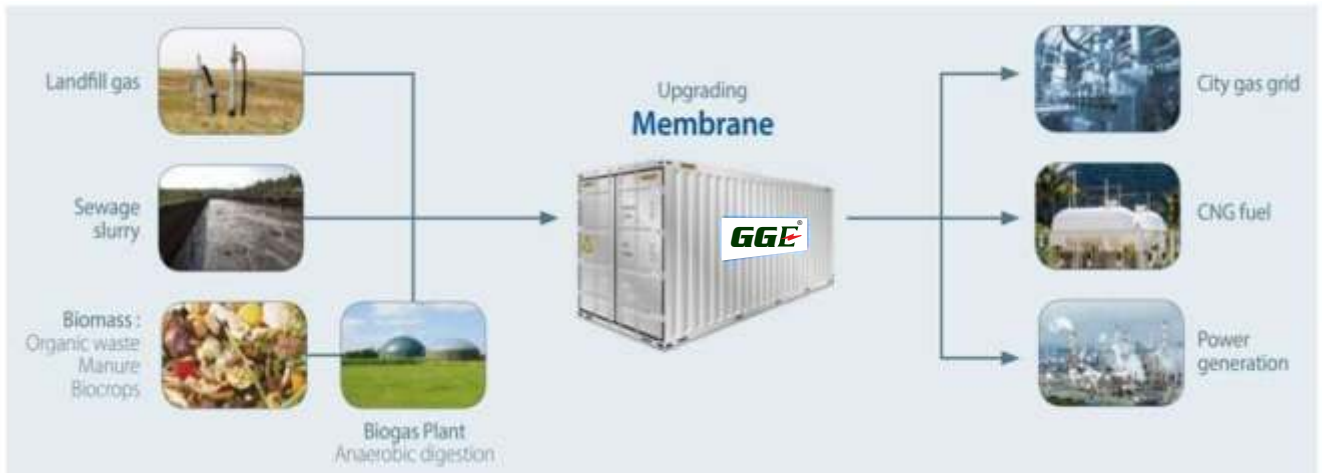 Landfill gas
Sewage
slurry
Biomass :
Organic waste
Manure
Biocrops
Biogas Plant
Anaerobic digestion
Upgrading
Membrane
GGE®
City gas grid
CNG fuel
Power
generation